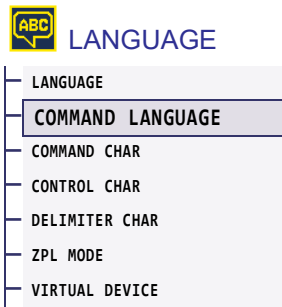 ABC
LANGUAGE
LANGUAGE
COMMAND LANGUAGE
COMMAND CHAR
CONTROL CHAR
DELIMITER CHAR
ZPL MODE
VIRTUAL DEVICE